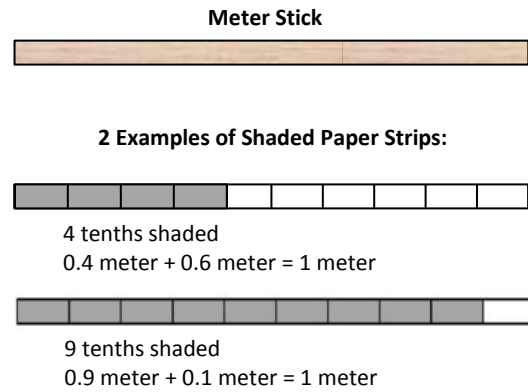 Meter Stick
2 Examples of Shaded Paper Strips:
4 tenths shaded
0.4 meter + 0.6 meter = 1 meter
9 tenths shaded
0.9 meter + 0.1 meter = 1 meter